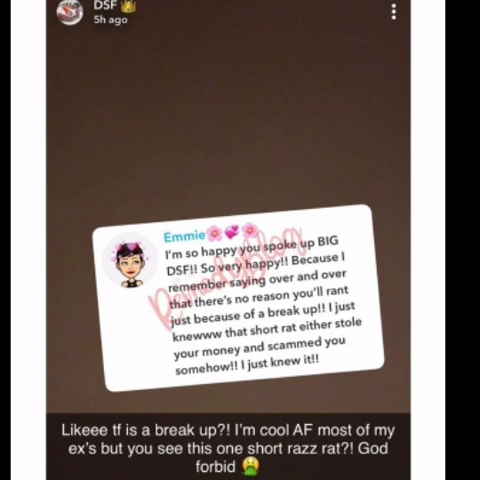 DSF 👑
5h ago
Emmie🌸💕🌸
I'm so happy you spoke up BIG
DSF!! So very happy!! Because I
remember saying over and over
that there's no reason you'll rant
just because of a break up!! I just
knewww that short rat either stole
your money and scammed you
somehow!! I just knew it!!
Likeee tf is a break up?! I'm cool AF most of my
ex's but you see this one short razz rat?! God
forbid 🤮